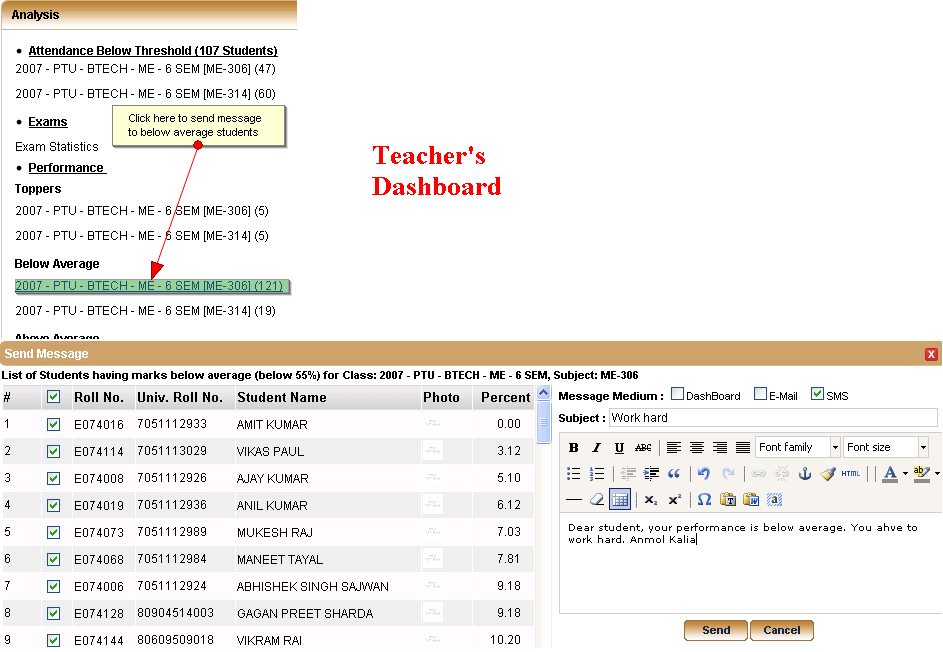 Analysis
Attendance Below Threshold (107 Students)
2007 - PTU - BTECH - ME - 6 SEM [ME-306] (47)
2007 - PTU - BTECH - ME - 6 SEM [ME-314] (60)
Click here to send message
to below average students
Exams
Exam Statistics
Performance
Toppers
2007 - PTU - BTECH - ME - 6 SEM [ME-306] (5)
2007 - PTU - BTECH - ME - 6 SEM [ME-314] (5)
Below Average
2007 - PTU - BTECH - ME - 6 SEM [ME-306] (121)
2007 - PTU - BTECH - ME - 6 SEM [ME-314] (19)
Above Average
Teacher's
Dashboard
Send Message X
List of Students having marks below average (below 55%) for Class: 2007 - PTU - BTECH - ME - 6 SEM, Subject: ME-306
# Roll No. Univ. Roll No. Student Name Photo Percent
1 E074016 7051112933 AMIT KUMAR 0.00
2 E074114 7051113029 VIKAS PAUL 3.12
3 E074008 7051112926 AJAY KUMAR 5.10
4 E074019 7051112936 ANIL KUMAR 6.12
5 E074073 7051112989 MUKESH RAJ 7.03
6 E074068 7051112984 MANEET TAYAL 7.81
7 E074006 7051112924 ABHISHEK SINGH SAJWAN 9.18
8 E074128 80904514003 GAGAN PREET SHARDA 9.18
9 E074144 80609509018 VIKRAM RAI 10.20
Message Medium : DashBoard E-Mail SMS
Subject : Work hard
B I U ABC Font family Font size
HTML A ab
x₂ x² Ω T W a
Dear student, your performance is below average. You ahve to
work hard. Anmol Kalia
Send Cancel